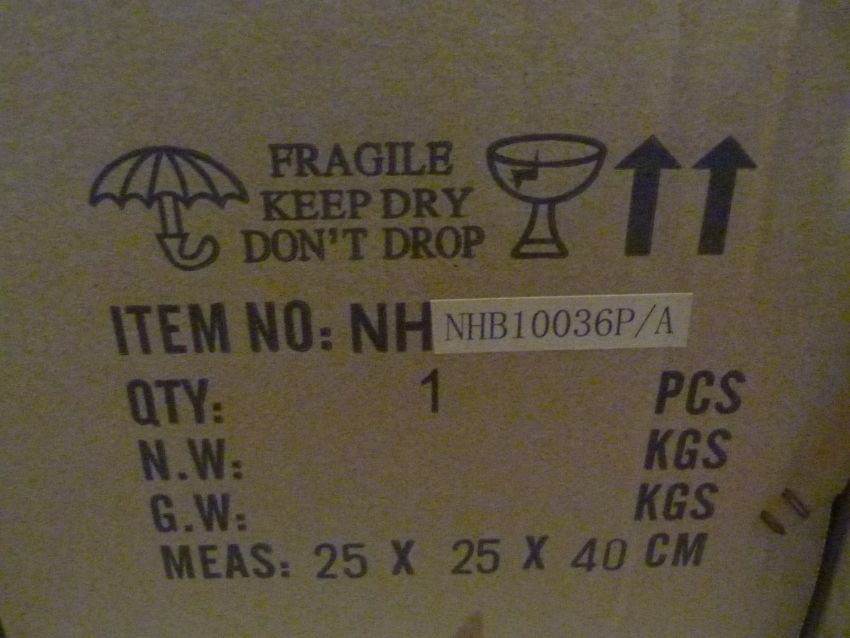 FRAGILE
KEEP DRY
DON'T DROP
ITEM NO: NH NHB10036P/A
QTY: 1 PCS
N.W: KGS
G.W: KGS
MEAS: 25 X 25 X 40 CM